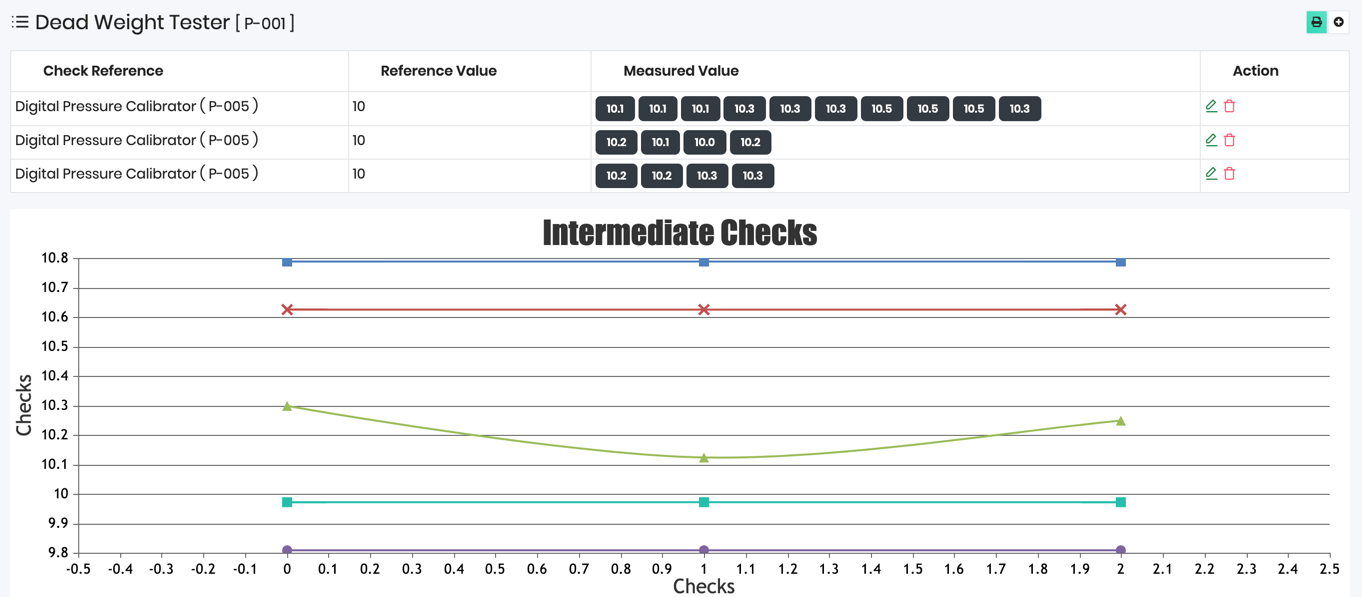 Dead Weight Tester [ P-001 ]
Check Reference Reference Value Measured Value Action
Digital Pressure Calibrator ( P-005 ) 10 10.1 10.1 10.1 10.3 10.3 10.3 10.5 10.5 10.5 10.3
Digital Pressure Calibrator ( P-005 ) 10 10.2 10.1 10.0 10.2
Digital Pressure Calibrator ( P-005 ) 10 10.2 10.2 10.3 10.3
Intermediate Checks
10.8
10.7
10.6
10.5
10.4
10.3
10.2
10.1
10
9.9
9.8
Checks
-0.5 -0.4 -0.3 -0.2 -0.1 0 0.1 0.2 0.3 0.4 0.5 0.6 0.7 0.8 0.9 1 1.1 1.2 1.3 1.4 1.5 1.6 1.7 1.8 1.9 2 2.1 2.2 2.3 2.4 2.5
Checks